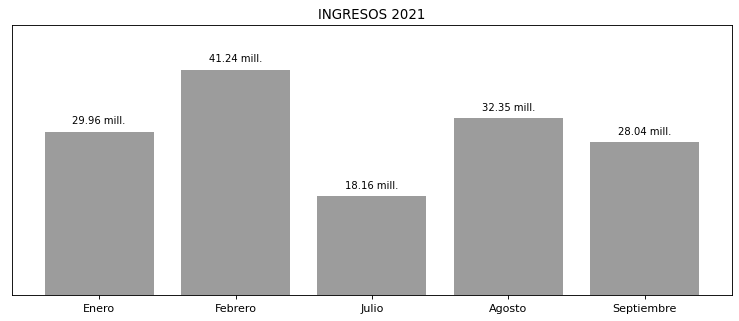 INGRESOS 2021
41.24 mill.
32.35 mill.
29.96 mill.
28.04 mill.
18.16 mill.
Enero Febrero Julio Agosto Septiembre